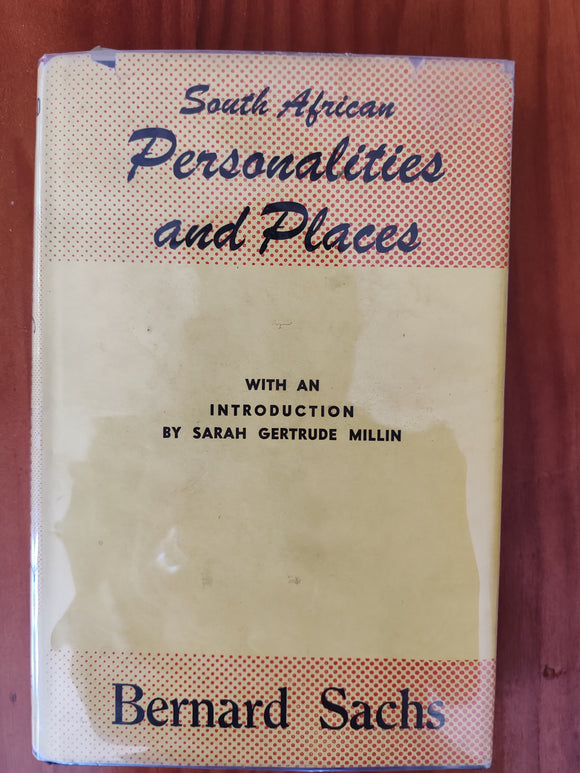 South African
Personalities
and Places
WITH AN
INTRODUCTION
BY SARAH GERTRUDE MILLIN
Bernard Sachs